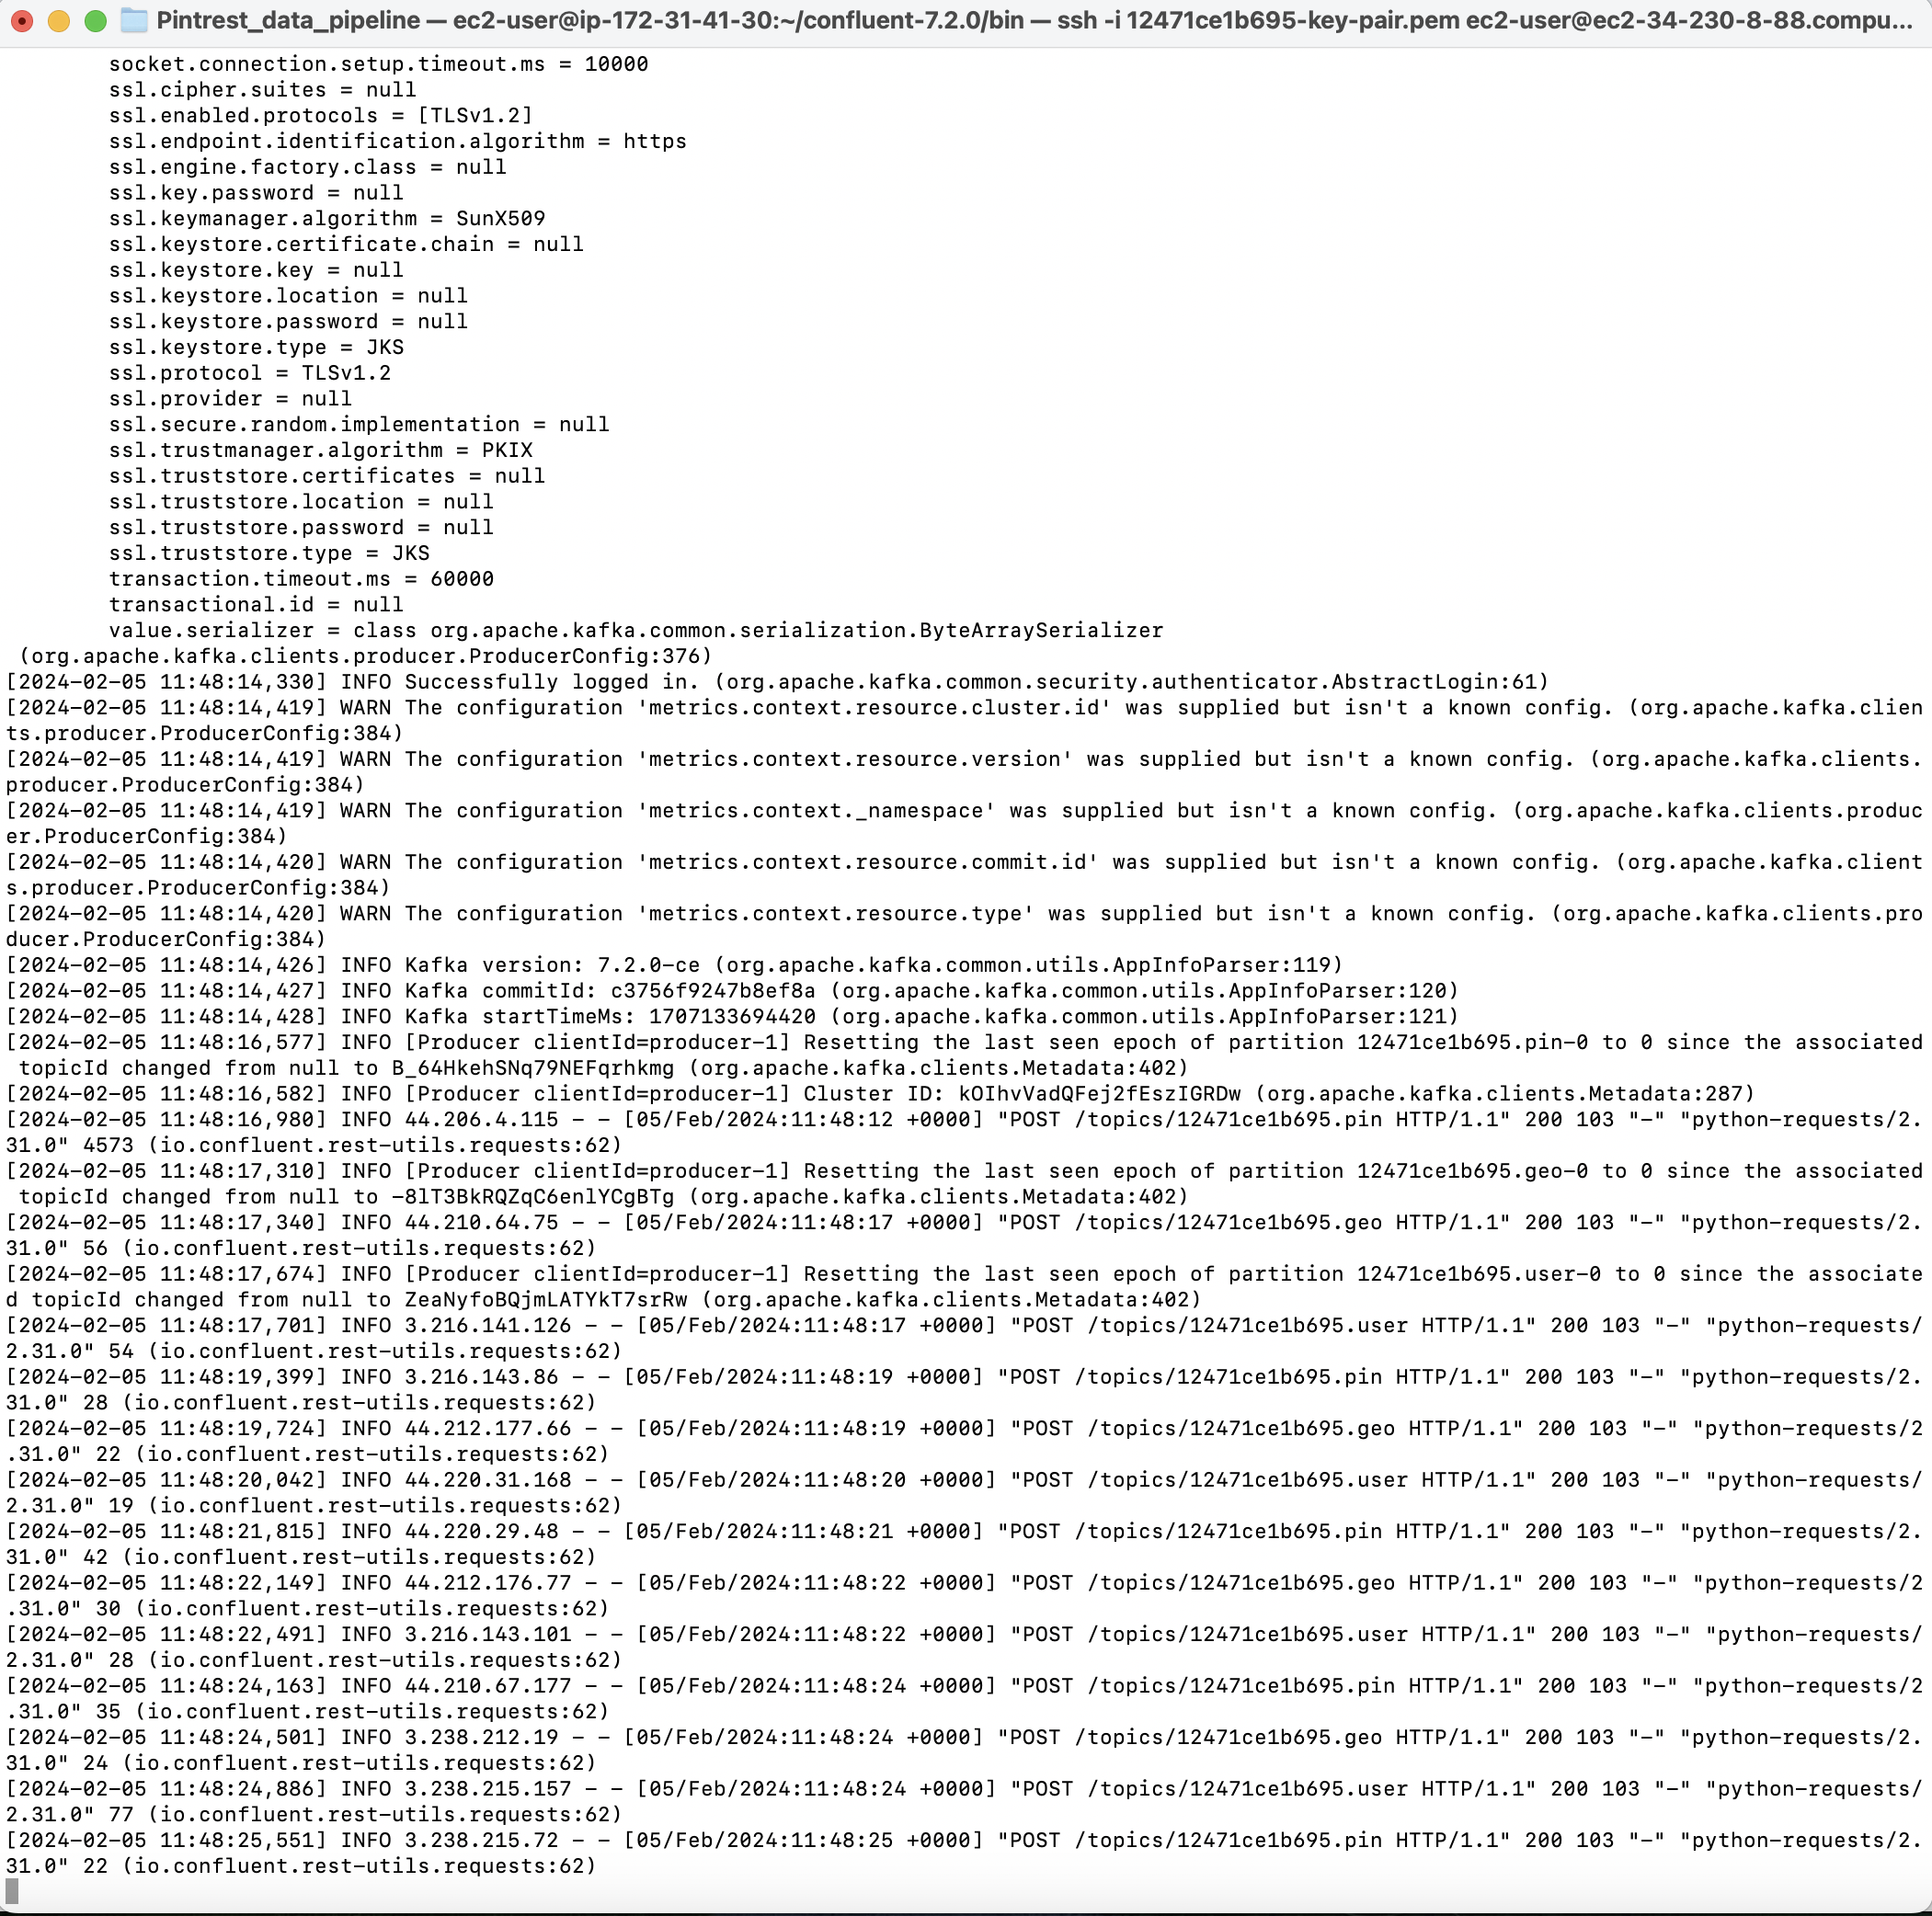 Pintrest_data_pipeline — ec2-user@ip-172-31-41-30:~/confluent-7.2.0/bin — ssh -i 12471ce1b695-key-pair.pem ec2-user@ec2-34-230-8-88.compu...
socket.connection.setup.timeout.ms = 10000
ssl.cipher.suites = null
ssl.enabled.protocols = [TLSv1.2]
ssl.endpoint.identification.algorithm = https
ssl.engine.factory.class = null
ssl.key.password = null
ssl.keymanager.algorithm = SunX509
ssl.keystore.certificate.chain = null
ssl.keystore.key = null
ssl.keystore.location = null
ssl.keystore.password = null
ssl.keystore.type = JKS
ssl.protocol = TLSv1.2
ssl.provider = null
ssl.secure.random.implementation = null
ssl.trustmanager.algorithm = PKIX
ssl.truststore.certificates = null
ssl.truststore.location = null
ssl.truststore.password = null
ssl.truststore.type = JKS
transaction.timeout.ms = 60000
transactional.id = null
value.serializer = class org.apache.kafka.common.serialization.ByteArraySerializer
(org.apache.kafka.clients.producer.ProducerConfig:376)
[2024-02-05 11:48:14,330] INFO Successfully logged in. (org.apache.kafka.common.security.authenticator.AbstractLogin:61)
[2024-02-05 11:48:14,419] WARN The configuration 'metrics.context.resource.cluster.id' was supplied but isn't a known config. (org.apache.kafka.clien
ts.producer.ProducerConfig:384)
[2024-02-05 11:48:14,419] WARN The configuration 'metrics.context.resource.version' was supplied but isn't a known config. (org.apache.kafka.clients.
producer.ProducerConfig:384)
[2024-02-05 11:48:14,419] WARN The configuration 'metrics.context._namespace' was supplied but isn't a known config. (org.apache.kafka.clients.produc
er.ProducerConfig:384)
[2024-02-05 11:48:14,420] WARN The configuration 'metrics.context.resource.commit.id' was supplied but isn't a known config. (org.apache.kafka.client
s.producer.ProducerConfig:384)
[2024-02-05 11:48:14,420] WARN The configuration 'metrics.context.resource.type' was supplied but isn't a known config. (org.apache.kafka.clients.pro
ducer.ProducerConfig:384)
[2024-02-05 11:48:14,426] INFO Kafka version: 7.2.0-ce (org.apache.kafka.common.utils.AppInfoParser:119)
[2024-02-05 11:48:14,427] INFO Kafka commitId: c3756f9247b8ef8a (org.apache.kafka.common.utils.AppInfoParser:120)
[2024-02-05 11:48:14,428] INFO Kafka startTimeMs: 1707133694420 (org.apache.kafka.common.utils.AppInfoParser:121)
[2024-02-05 11:48:16,577] INFO [Producer clientId=producer-1] Resetting the last seen epoch of partition 12471ce1b695.pin-0 to 0 since the associated
topicId changed from null to B_64HkehSNq79NEFqrhkmg (org.apache.kafka.clients.Metadata:402)
[2024-02-05 11:48:16,582] INFO [Producer clientId=producer-1] Cluster ID: kOIhvVadQFej2fEszIGRDw (org.apache.kafka.clients.Metadata:287)
[2024-02-05 11:48:16,980] INFO 44.206.4.115 - - [05/Feb/2024:11:48:12 +0000] "POST /topics/12471ce1b695.pin HTTP/1.1" 200 103 "-" "python-requests/2.
31.0" 4573 (io.confluent.rest-utils.requests:62)
[2024-02-05 11:48:17,310] INFO [Producer clientId=producer-1] Resetting the last seen epoch of partition 12471ce1b695.geo-0 to 0 since the associated
topicId changed from null to -8lT3BkRQZqC6enlYCgBTg (org.apache.kafka.clients.Metadata:402)
[2024-02-05 11:48:17,340] INFO 44.210.64.75 - - [05/Feb/2024:11:48:17 +0000] "POST /topics/12471ce1b695.geo HTTP/1.1" 200 103 "-" "python-requests/2.
31.0" 56 (io.confluent.rest-utils.requests:62)
[2024-02-05 11:48:17,674] INFO [Producer clientId=producer-1] Resetting the last seen epoch of partition 12471ce1b695.user-0 to 0 since the associate
d topicId changed from null to ZeaNyfoBQjmLATYkT7srRw (org.apache.kafka.clients.Metadata:402)
[2024-02-05 11:48:17,701] INFO 3.216.141.126 - - [05/Feb/2024:11:48:17 +0000] "POST /topics/12471ce1b695.user HTTP/1.1" 200 103 "-" "python-requests/
2.31.0" 54 (io.confluent.rest-utils.requests:62)
[2024-02-05 11:48:19,399] INFO 3.216.143.86 - - [05/Feb/2024:11:48:19 +0000] "POST /topics/12471ce1b695.pin HTTP/1.1" 200 103 "-" "python-requests/2.
31.0" 28 (io.confluent.rest-utils.requests:62)
[2024-02-05 11:48:19,724] INFO 44.212.177.66 - - [05/Feb/2024:11:48:19 +0000] "POST /topics/12471ce1b695.geo HTTP/1.1" 200 103 "-" "python-requests/2
.31.0" 22 (io.confluent.rest-utils.requests:62)
[2024-02-05 11:48:20,042] INFO 44.220.31.168 - - [05/Feb/2024:11:48:20 +0000] "POST /topics/12471ce1b695.user HTTP/1.1" 200 103 "-" "python-requests/
2.31.0" 19 (io.confluent.rest-utils.requests:62)
[2024-02-05 11:48:21,815] INFO 44.220.29.48 - - [05/Feb/2024:11:48:21 +0000] "POST /topics/12471ce1b695.pin HTTP/1.1" 200 103 "-" "python-requests/2.
31.0" 42 (io.confluent.rest-utils.requests:62)
[2024-02-05 11:48:22,149] INFO 44.212.176.77 - - [05/Feb/2024:11:48:22 +0000] "POST /topics/12471ce1b695.geo HTTP/1.1" 200 103 "-" "python-requests/2
.31.0" 30 (io.confluent.rest-utils.requests:62)
[2024-02-05 11:48:22,491] INFO 3.216.143.101 - - [05/Feb/2024:11:48:22 +0000] "POST /topics/12471ce1b695.user HTTP/1.1" 200 103 "-" "python-requests/
2.31.0" 28 (io.confluent.rest-utils.requests:62)
[2024-02-05 11:48:24,163] INFO 44.210.67.177 - - [05/Feb/2024:11:48:24 +0000] "POST /topics/12471ce1b695.pin HTTP/1.1" 200 103 "-" "python-requests/2
.31.0" 35 (io.confluent.rest-utils.requests:62)
[2024-02-05 11:48:24,501] INFO 3.238.212.19 - - [05/Feb/2024:11:48:24 +0000] "POST /topics/12471ce1b695.geo HTTP/1.1" 200 103 "-" "python-requests/2.
31.0" 24 (io.confluent.rest-utils.requests:62)
[2024-02-05 11:48:24,886] INFO 3.238.215.157 - - [05/Feb/2024:11:48:24 +0000] "POST /topics/12471ce1b695.user HTTP/1.1" 200 103 "-" "python-requests/
2.31.0" 77 (io.confluent.rest-utils.requests:62)
[2024-02-05 11:48:25,551] INFO 3.238.215.72 - - [05/Feb/2024:11:48:25 +0000] "POST /topics/12471ce1b695.pin HTTP/1.1" 200 103 "-" "python-requests/2.
31.0" 22 (io.confluent.rest-utils.requests:62)